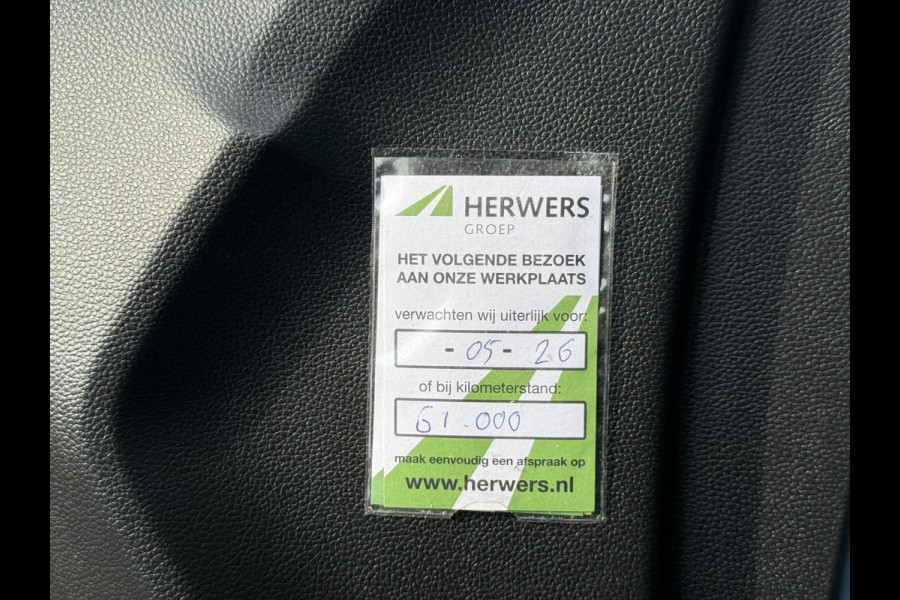 HERWERS
GROEP
HET VOLGENDE BEZOEK
AAN ONZE WERKPLAATS
verwachten wij uiterlijk voor:
- 05 - 26
of bij kilometerstand:
61.000
maak eenvoudig een afspraak op
www.herwers.nl